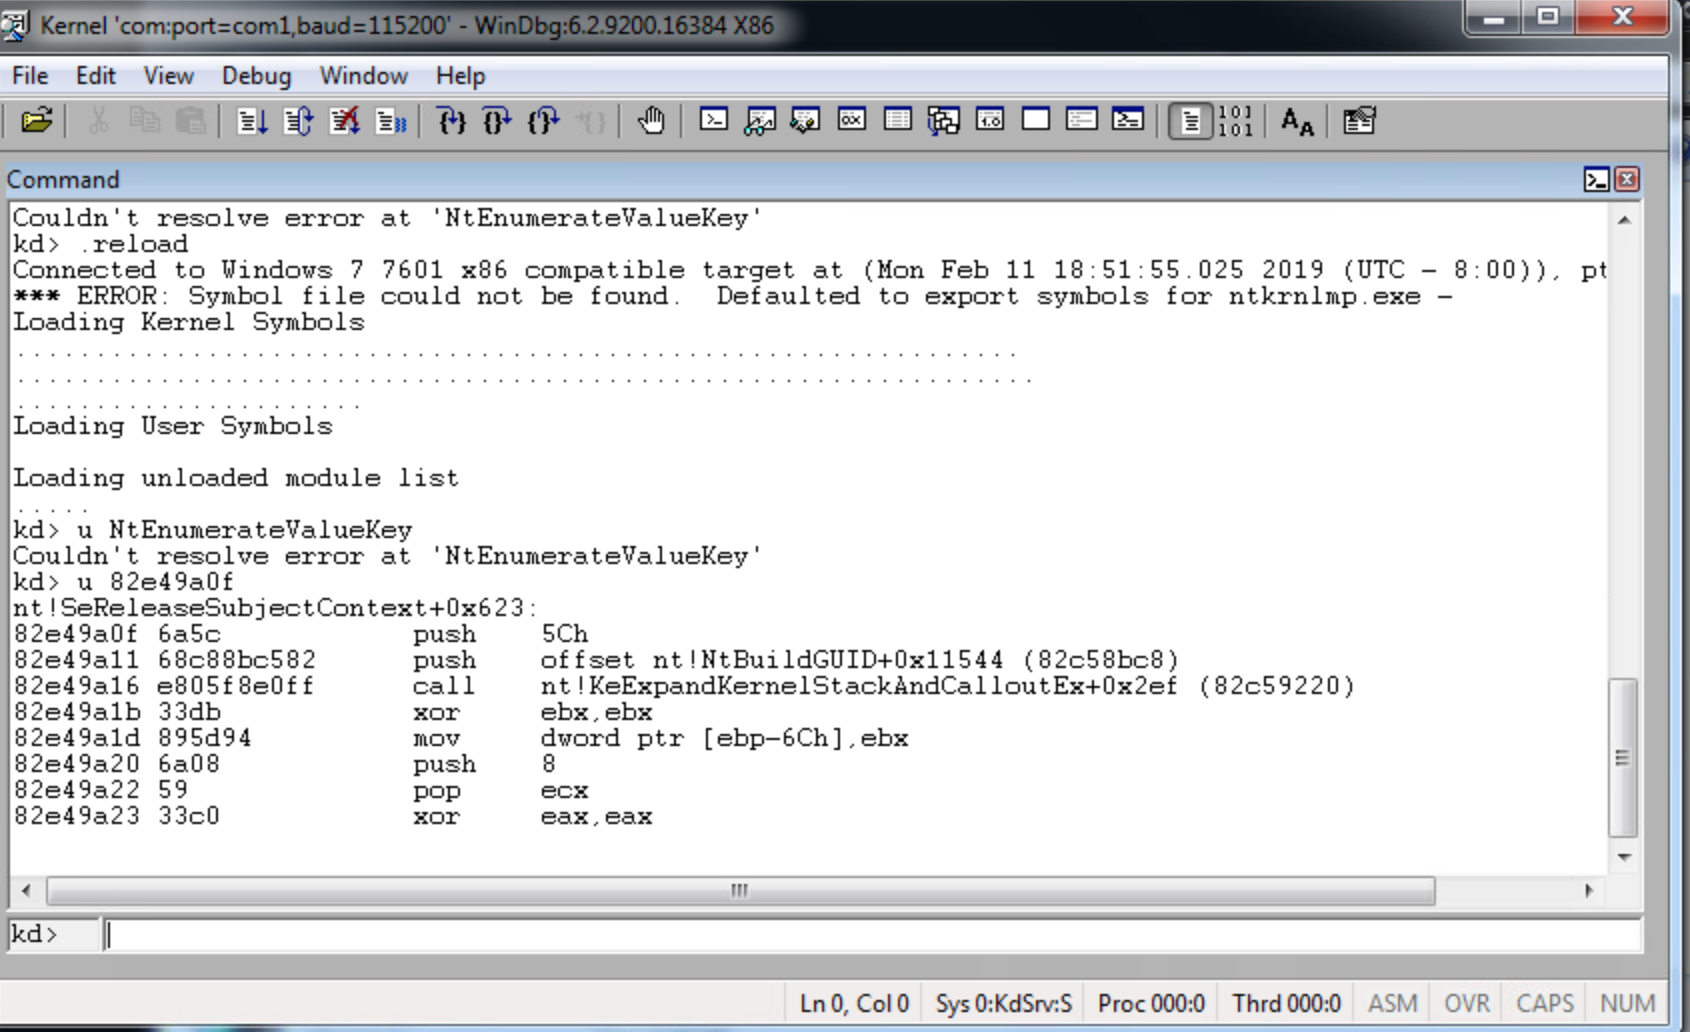 Kernel 'com:port=com1,baud=115200' - WinDbg:6.2.9200.16384 X86
File Edit View Debug Window Help
101
101
AA
Command
Couldn't resolve error at 'NtEnumerateValueKey'
kd> .reload
Connected to Windows 7 7601 x86 compatible target at (Mon Feb 11 18:51:55.025 2019 (UTC - 8:00)), pt
*** ERROR: Symbol file could not be found.  Defaulted to export symbols for ntkrnlmp.exe -
Loading Kernel Symbols
...............................................................
................................................................
......................
Loading User Symbols
Loading unloaded module list
.....
kd> u NtEnumerateValueKey
Couldn't resolve error at 'NtEnumerateValueKey'
kd> u 82e49a0f
nt!SeReleaseSubjectContext+0x623:
82e49a0f 6a5c            push    5Ch
82e49a11 68c88bc582      push    offset nt!NtBuildGUID+0x11544 (82c58bc8)
82e49a16 e805f8e0ff      call    nt!KeExpandKernelStackAndCalloutEx+0x2ef (82c59220)
82e49a1b 33db            xor     ebx,ebx
82e49a1d 895d94          mov     dword ptr [ebp-6Ch],ebx
82e49a20 6a08            push    8
82e49a22 59              pop     ecx
82e49a23 33c0            xor     eax,eax
kd>
Ln 0, Col 0 Sys 0:KdSrv:S Proc 000:0 Thrd 000:0 ASM OVR CAPS NUM